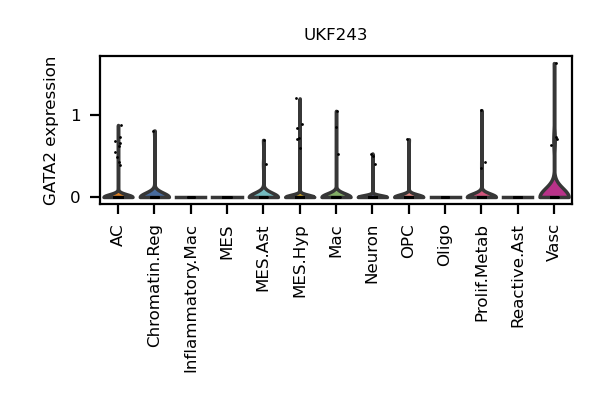 UKF243
GATA2 expression
1
0
AC
Chromatin.Reg
Inflammatory.Mac
MES
MES.Ast
MES.Hyp
Mac
Neuron
OPC
Oligo
Prolif.Metab
Reactive.Ast
Vasc